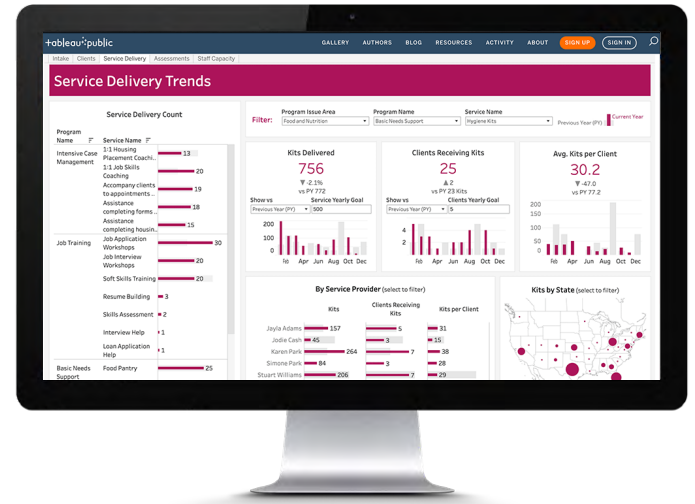 +ableau public
GALLERY AUTHORS BLOG RESOURCES ACTIVITY ABOUT SIGN UP SIGN IN
Intake Clients Service Delivery Assessments Staff Capacity
Service Delivery Trends
Service Delivery Count
Program Name Service Name
Intensive Case Management
1:1 Housing Placement Coachi.. 13
1:1 Job Skills Coaching 20
Accompany clients to appointments .. 19
Assistance completing forms .. 18
Assistance completing housin.. 15
Job Training
Job Application Workshops 30
Job Interview Workshops 20
Soft Skills Training 20
Resume Building 3
Skills Assessment 2
Interview Help 1
Loan Application Help 1
Basic Needs Support
Food Pantry 25
Filter:
Program Issue Area
Food and Nutrition
Program Name
Basic Needs Support
Service Name
Hygiene Kits
Previous Year (PY) Current Year
Kits Delivered
756
▼ -2.1%
vs PY 772
Show vs Service Yearly Goal
Previous Year (PY) 500
200
100
0
Feb Apr Jun Aug Oct Dec
Clients Receiving Kits
25
▲ 2
vs PY 23 Kits
Show vs Clients Yearly Goal
Previous Year (PY) 5
4
2
Feb Apr Jun Aug Oct Dec
Avg. Kits per Client
30.2
▼ -47.0
vs PY 77.2
200
150
100
50
0
Feb Apr Jun Aug Oct Dec
By Service Provider (select to filter)
Kits Clients Receiving Kits Kits per Client
Jayla Adams 157 5 31
Jodie Cash 45 3 15
Karen Park 264 7 38
Simone Park 84 3 28
Stuart Williams 206 7 29
Kits by State (select to filter)